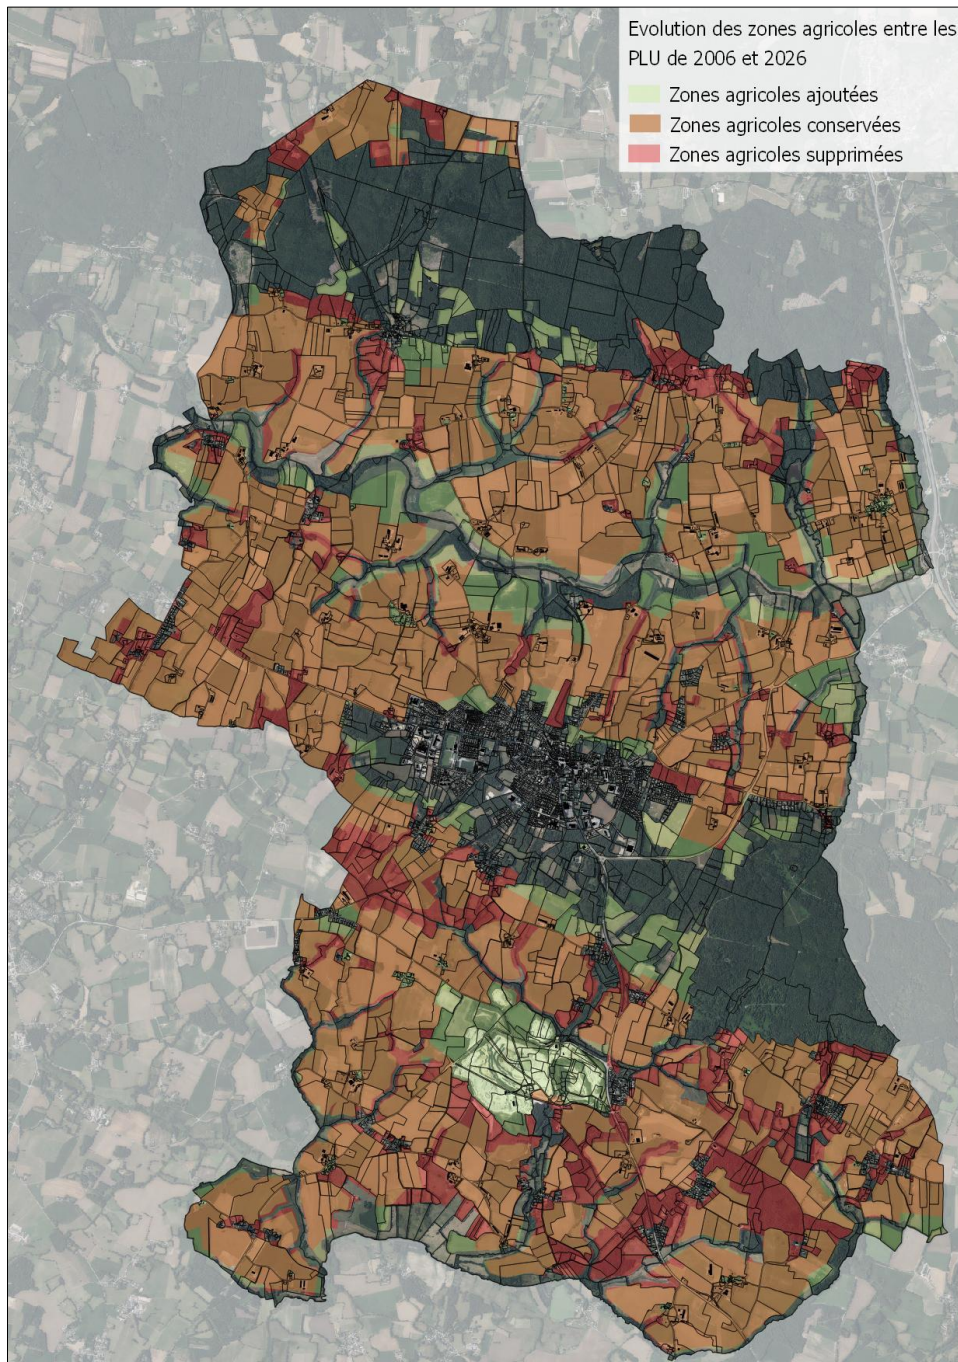 Evolution des zones agricoles entre les
PLU de 2006 et 2026
Zones agricoles ajoutées
Zones agricoles conservées
Zones agricoles supprimées